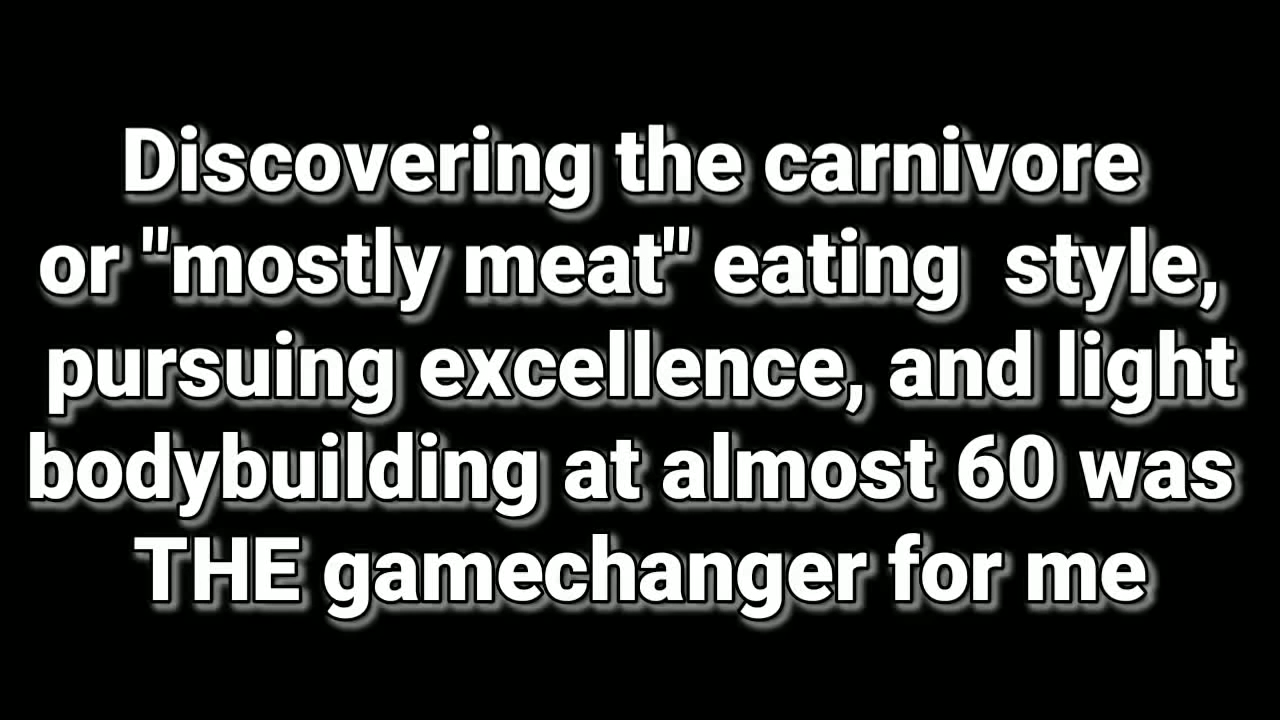 Discovering the carnivore
or "mostly meat" eating  style,
pursuing excellence, and light
bodybuilding at almost 60 was
THE gamechanger for me